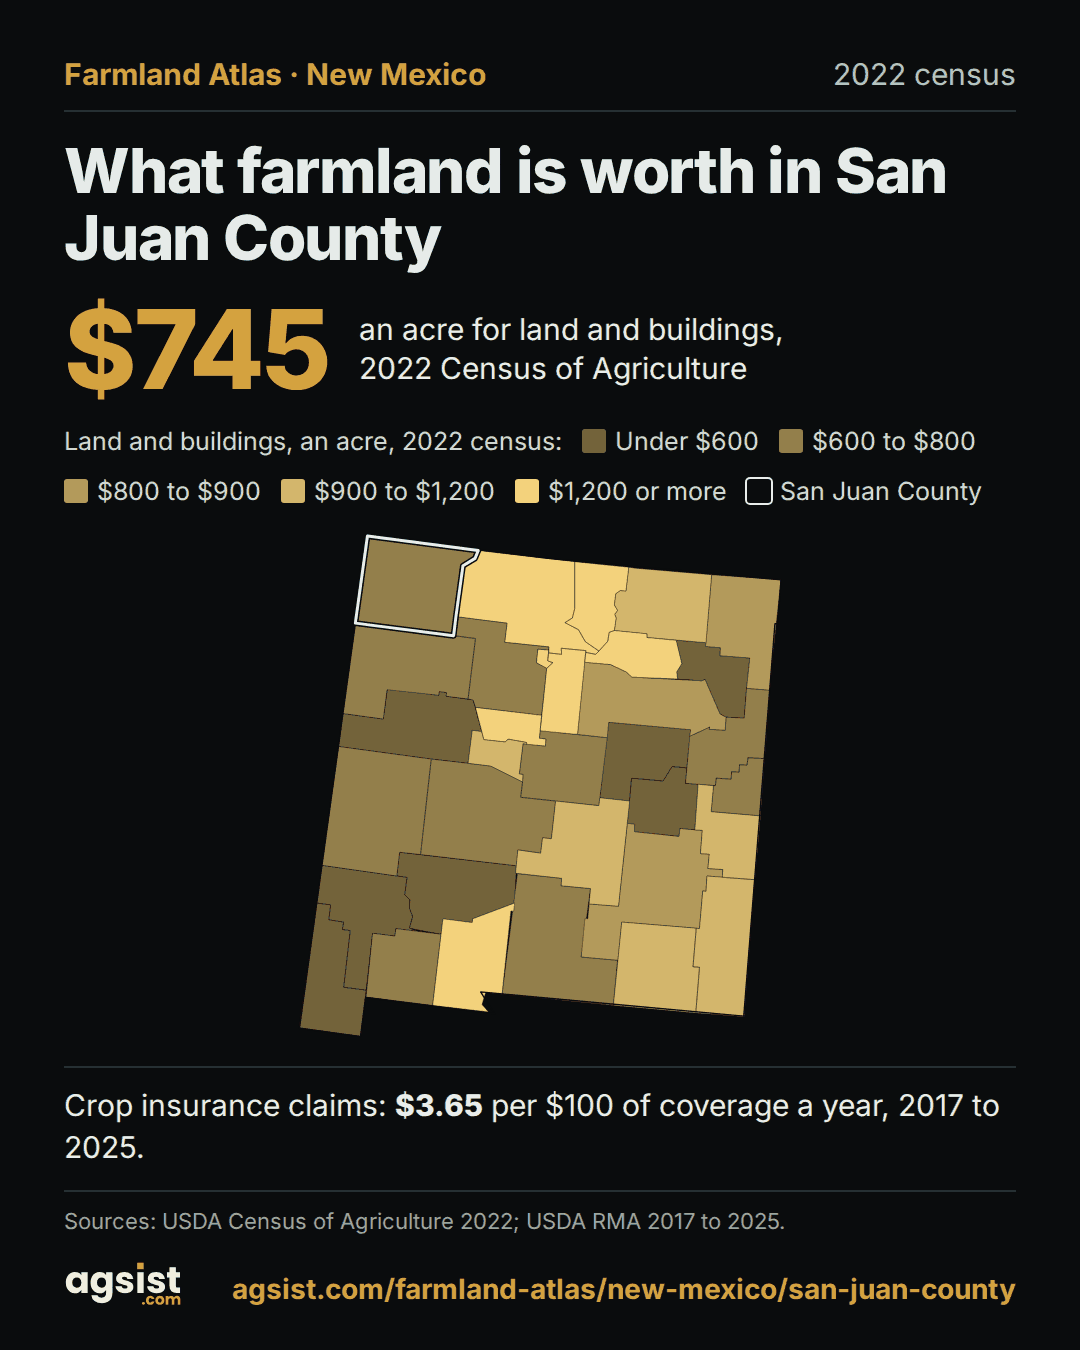 Farmland Atlas · New Mexico
2022 census
What farmland is worth in San
Juan County
$745
an acre for land and buildings,
2022 Census of Agriculture
Land and buildings, an acre, 2022 census: Under $600 $600 to $800
$800 to $900 $900 to $1,200 $1,200 or more San Juan County
Crop insurance claims: $3.65 per $100 of coverage a year, 2017 to
2025.
Sources: USDA Census of Agriculture 2022; USDA RMA 2017 to 2025.
agsist
.com
agsist.com/farmland-atlas/new-mexico/san-juan-county